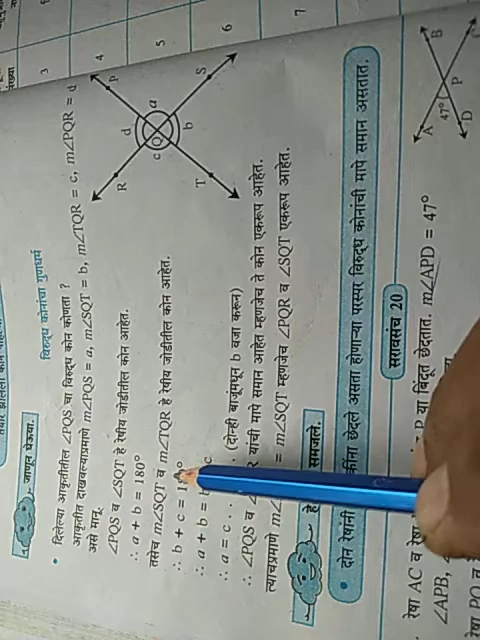 संख्या
3
4
5
6
7
जाणून घेऊया.
विरुद्ध कोनांचा गुणधर्म
• दिलेल्या आकृतीतील ∠PQS चा विरुद्ध कोन कोणता ?
आकृतीत दाखवल्याप्रमाणे m∠PQS = a, m∠SQT = b, m∠TQR = c, m∠PQR = d
असे मानू.
∠PQS व ∠SQT हे रेषीय जोडीतील कोन आहेत.
∴ a + b = 180°
तसेच m∠SQT व m∠TQR हे रेषीय जोडीतील कोन आहेत.
∴ b + c = 1
∴ a + b = b
∴ a = c . . . (दोन्ही बाजूंमधून b वजा करून)
∴ ∠PQS व यांची मापे समान आहेत म्हणजेच ते कोन एकरूप आहेत.
त्याचप्रमाणे = m∠SQT म्हणजेच ∠PQR व ∠SQT एकरूप आहेत.
P
R
S
T
Q
a
b
c
d
हे समजले.
• दोन रेषांनी छेदले असता होणाऱ्या परस्पर विरुद्ध कोनांची मापे समान असतात.
सरावसंच 20
रेषा AC व रेषा P या बिंदूत छेदतात. m∠APD = 47°
∠APB,
A
B
P
D
47°
रेषा PQ व